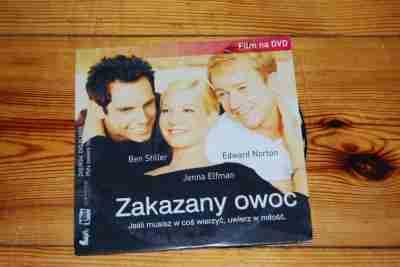 Film na DVD
Ben Stiller
Edward Norton
Jenna Elfman
Zakazany owoc
Jeśli musisz w coś wierzyć, uwierz w miłość.